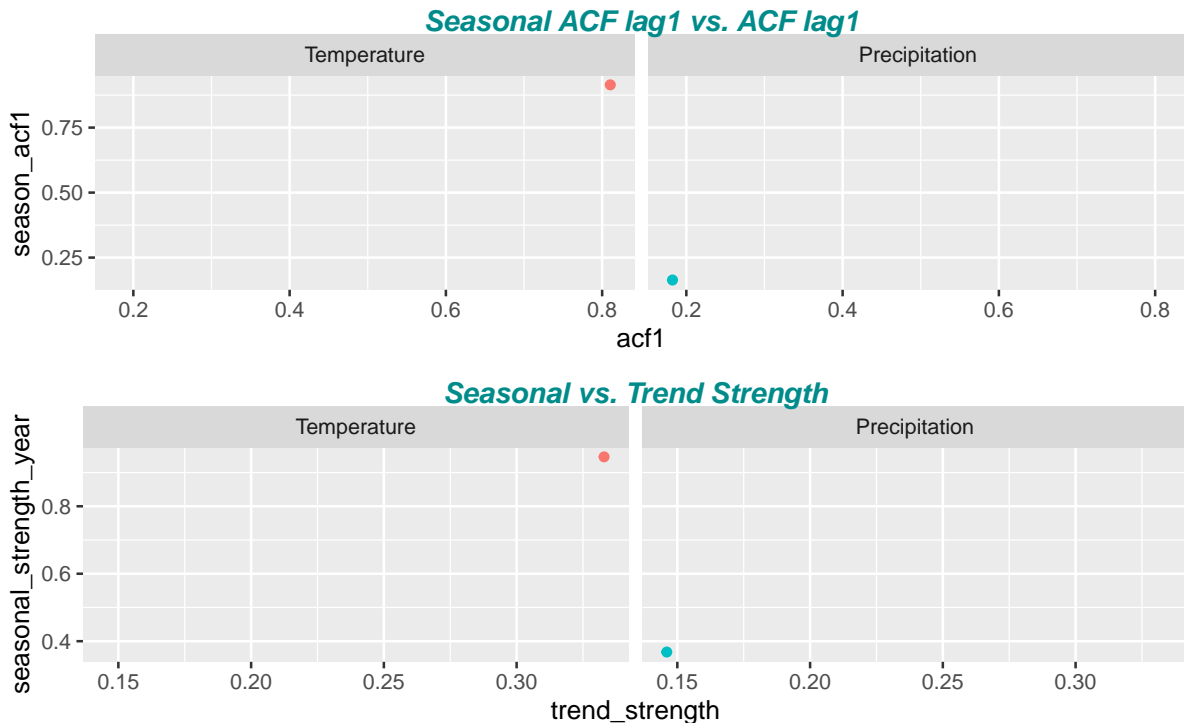 Seasonal ACF lag1 vs. ACF lag1
Temperature
Precipitation
season_acf1
0.75
0.50
0.25
0.2
0.4
0.6
0.8
0.2
0.4
0.6
0.8
acf1
Seasonal vs. Trend Strength
Temperature
Precipitation
seasonal_strength_year
0.8
0.6
0.4
0.15
0.20
0.25
0.30
0.15
0.20
0.25
0.30
trend_strength